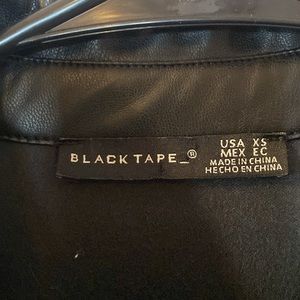 BLACKTAPE_®
USA XS
MEX EC
MADE IN CHINA
HECHO EN CHINA